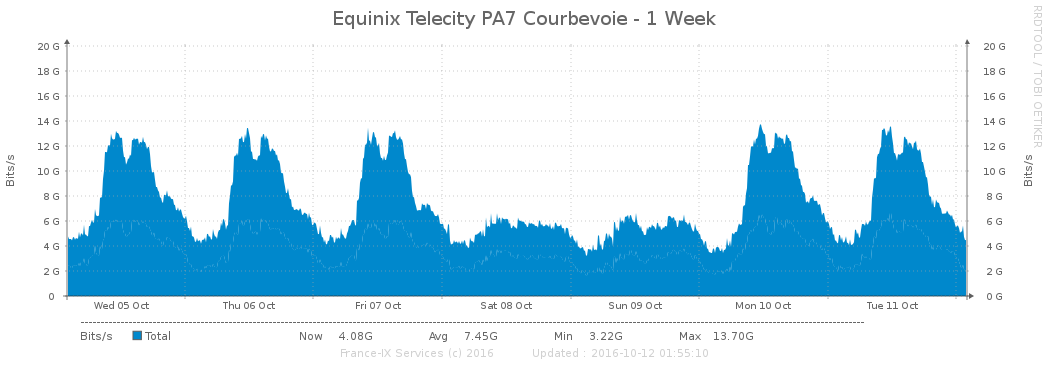 Equinix Telecity PA7 Courbevoie - 1 Week
RRDTOOL / TOBI OETIKER
Bits/s
Bits/s
20 G 20 G
18 G 18 G
16 G 16 G
14 G 14 G
12 G 12 G
10 G 10 G
8 G 8 G
6 G 6 G
4 G 4 G
2 G 2 G
0 0 G
Wed 05 Oct Thu 06 Oct Fri 07 Oct Sat 08 Oct Sun 09 Oct Mon 10 Oct Tue 11 Oct
Bits/s Total Now 4.08G Avg 7.45G Min 3.22G Max 13.70G
France-IX Services (c) 2016 Updated : 2016-10-12 01:55:10